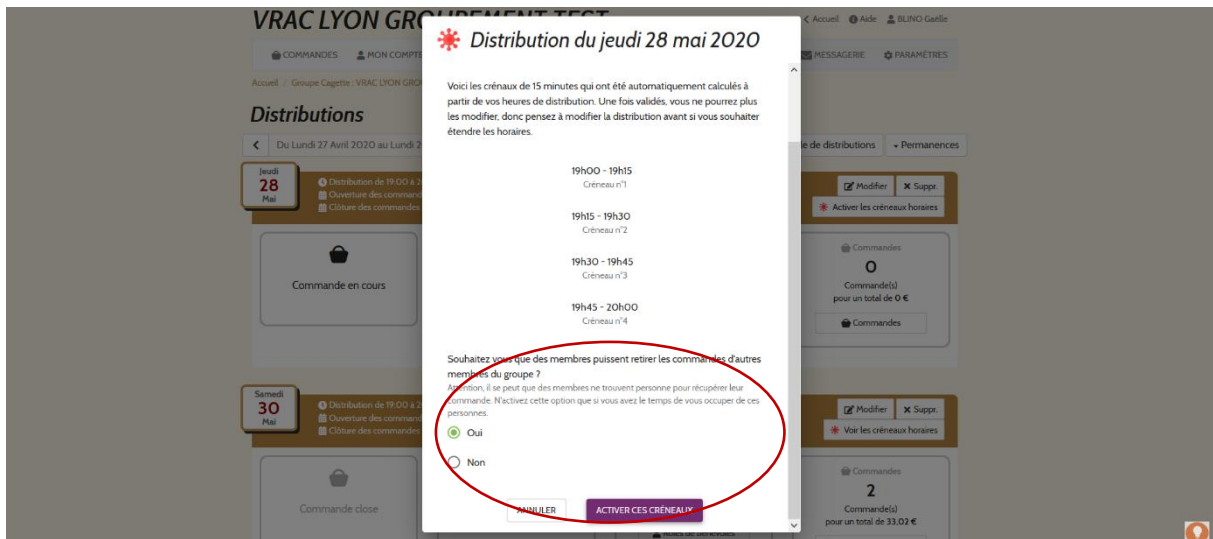 VRAC LYON GROUPEMENT TEST
Accueil Aide BLINO Gaëlle
COMMANDES MON COMPTE
MESSAGERIE PARAMÈTRES
Accueil / Groupe Cagette : VRAC LYON GRO
Distributions
Du Lundi 27 Avril 2020 au Lundi 2
de distributions Permanences
Jeudi
28
Mai
Distribution de 19:00 à 2
Ouverture des command
Clôture des commandes
Modifier Suppr.
Activer les créneaux horaires
Commande en cours
Commandes
0
Commande(s)
pour un total de 0 €
Commandes
Samedi
30
Mai
Distribution de 19:00 à 2
Ouverture des command
Clôture des commandes
Modifier Suppr.
Voir les créneaux horaires
Commande close
Commandes
2
Commande(s)
pour un total de 33,02 €
Rôles de bénévoles
Distribution du jeudi 28 mai 2020
Voici les crénaux de 15 minutes qui ont été automatiquement calculés à
partir de vos heures de distribution. Une fois validés, vous ne pourrez plus
les modifier, donc pensez à modifier la distribution avant si vous souhaiter
étendre les horaires.
19h00 - 19h15
Créneau n°1
19h15 - 19h30
Créneau n°2
19h30 - 19h45
Créneau n°3
19h45 - 20h00
Créneau n°4
Souhaitez vous que des membres puissent retirer les commandes d'autres
membres du groupe ?
Attention, il se peut que des membres ne trouvent personne pour récupérer leur
commande. N'activez cette option que si vous avez le temps de vous occuper de ces
personnes.
Oui
Non
ANNULER ACTIVER CES CRÉNEAUX